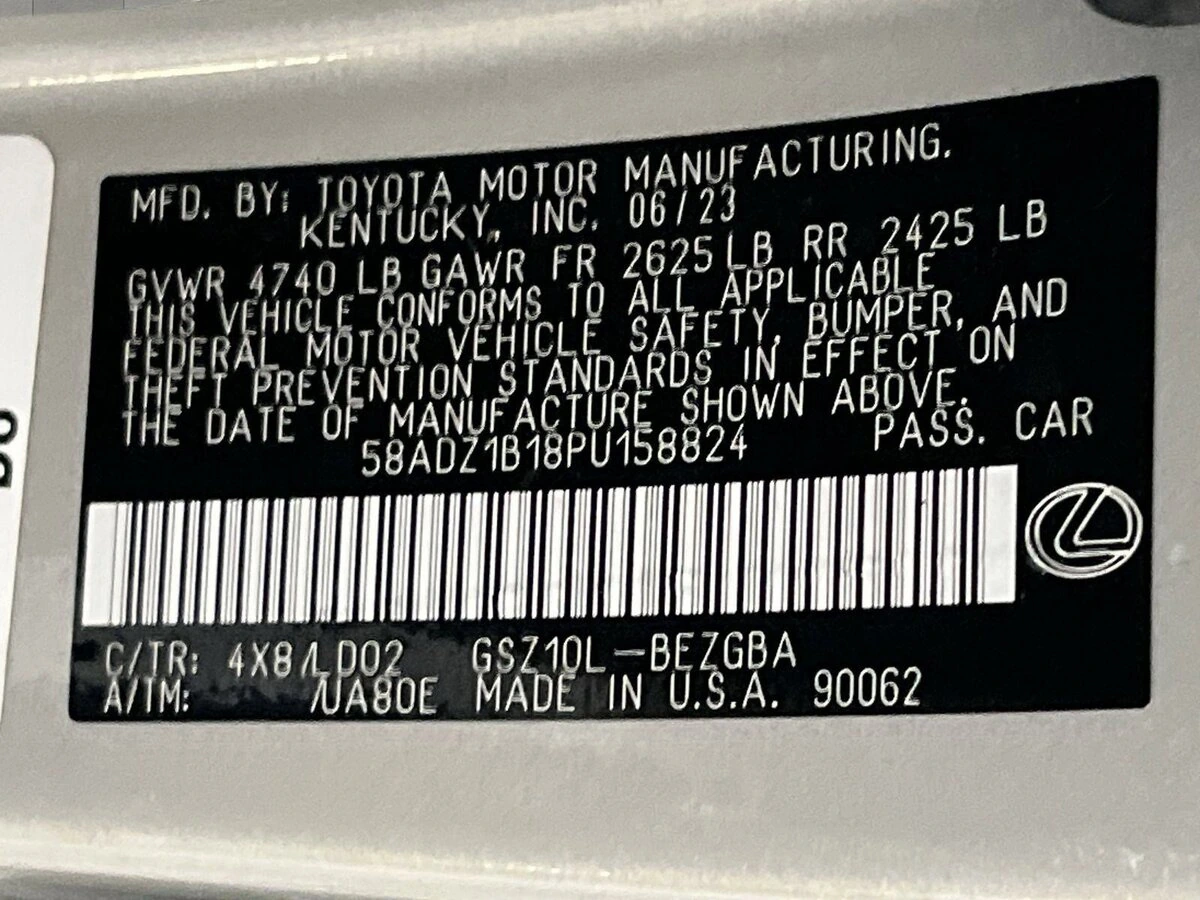 MFD. BY: TOYOTA MOTOR MANUFACTURING.
KENTUCKY, INC. 06/23
GVWR 4740 LB GAWR FR 2625 LB RR 2425 LB
THIS VEHICLE CONFORMS TO ALL APPLICABLE
FEDERAL MOTOR VEHICLE SAFETY, BUMPER, AND
THEFT PREVENTION STANDARDS IN EFFECT ON
THE DATE OF MANUFACTURE SHOWN ABOVE.
58ADZ1B18PU158824 PASS. CAR
C/TR: 4X8/LD02 GSZ10L-BEZGBA
A/TM: /UA80E MADE IN U.S.A. 90062